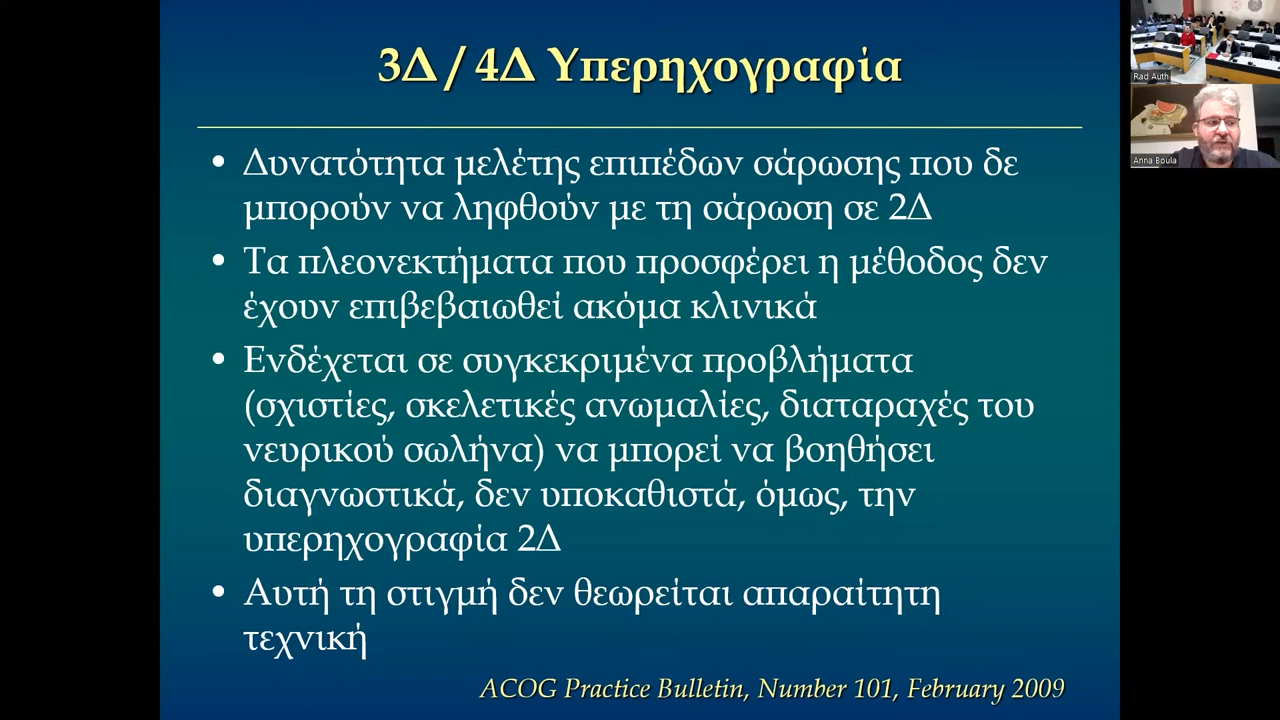 3Δ / 4Δ Υπερηχογραφία
• Δυνατότητα μελέτης επιπέδων σάρωσης που δε
μπορούν να ληφθούν με τη σάρωση σε 2Δ
• Τα πλεονεκτήματα που προσφέρει η μέθοδος δεν
έχουν επιβεβαιωθεί ακόμα κλινικά
• Ενδέχεται σε συγκεκριμένα προβλήματα
(σχιστίες, σκελετικές ανωμαλίες, διαταραχές του
νευρικού σωλήνα) να μπορεί να βοηθήσει
διαγνωστικά, δεν υποκαθιστά, όμως, την
υπερηχογραφία 2Δ
• Αυτή τη στιγμή δεν θεωρείται απαραίτητη
τεχνική
ACOG Practice Bulletin, Number 101, February 2009
Rad Auth
Anna Boula